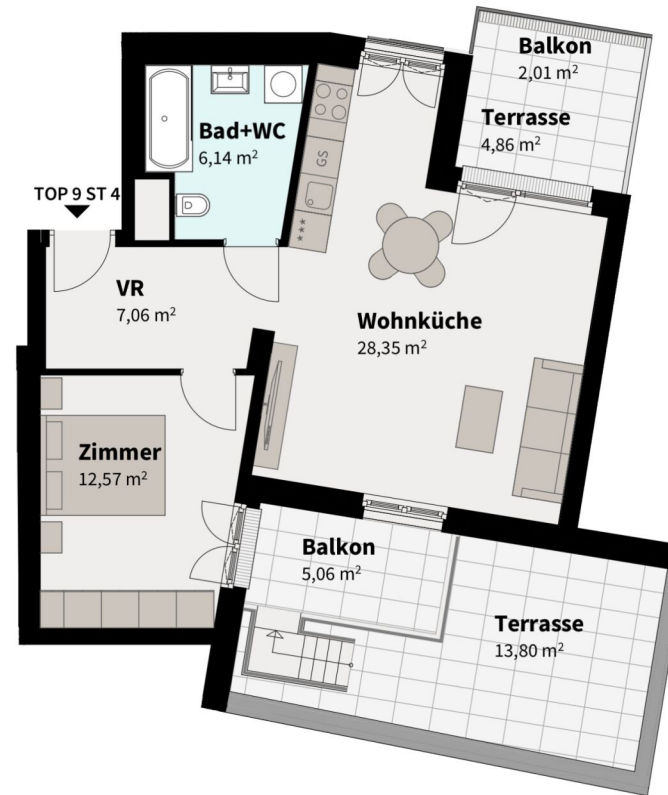 Balkon
2,01 m²
Terrasse
4,86 m²
Bad+WC
6,14 m²
GS
***
TOP 9 ST 4
VR
7,06 m²
Wohnküche
28,35 m²
Zimmer
12,57 m²
Balkon
5,06 m²
Terrasse
13,80 m²